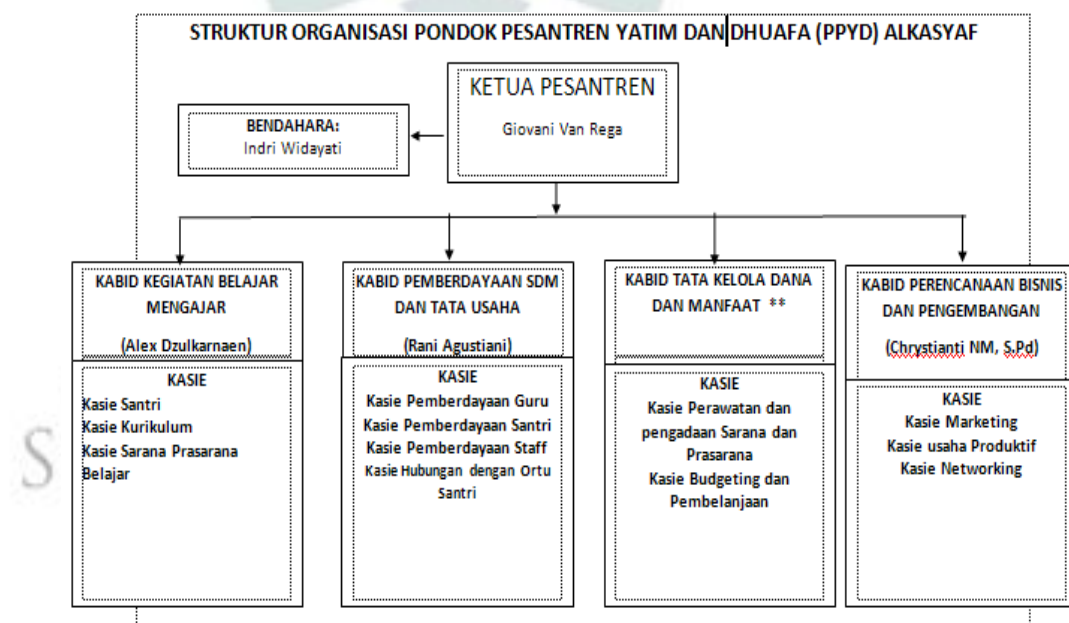 STRUKTUR ORGANISASI PONDOK PESANTREN YATIM DAN DHUAFA (PPYD) ALKASYAF
KETUA PESANTREN
Giovani Van Rega
BENDAHARA:
Indri Widayati
KABID KEGIATAN BELAJAR
MENGAJAR
(Alex Dzulkarnaen)
KASIE
Kasie Santri
Kasie Kurikulum
Kasie Sarana Prasarana
Belajar
KABID PEMBERDAYAAN SDM
DAN TATA USAHA
(Rani Agustiani)
KASIE
Kasie Pemberdayaan Guru
Kasie Pemberdayaan Santri
Kasie Pemberdayaan Staff
Kasie Hubungan dengan Ortu
Santri
KABID TATA KELOLA DANA
DAN MANFAAT **
KASIE
Kasie Perawatan dan
pengadaan Sarana dan
Prasarana
Kasie Budgeting dan
Pembelanjaan
KABID PERENCANAAN BISNIS
DAN PENGEMBANGAN
(Chrystianti NM, S.Pd)
KASIE
Kasie Marketing
Kasie usaha Produktif
Kasie Networking
S